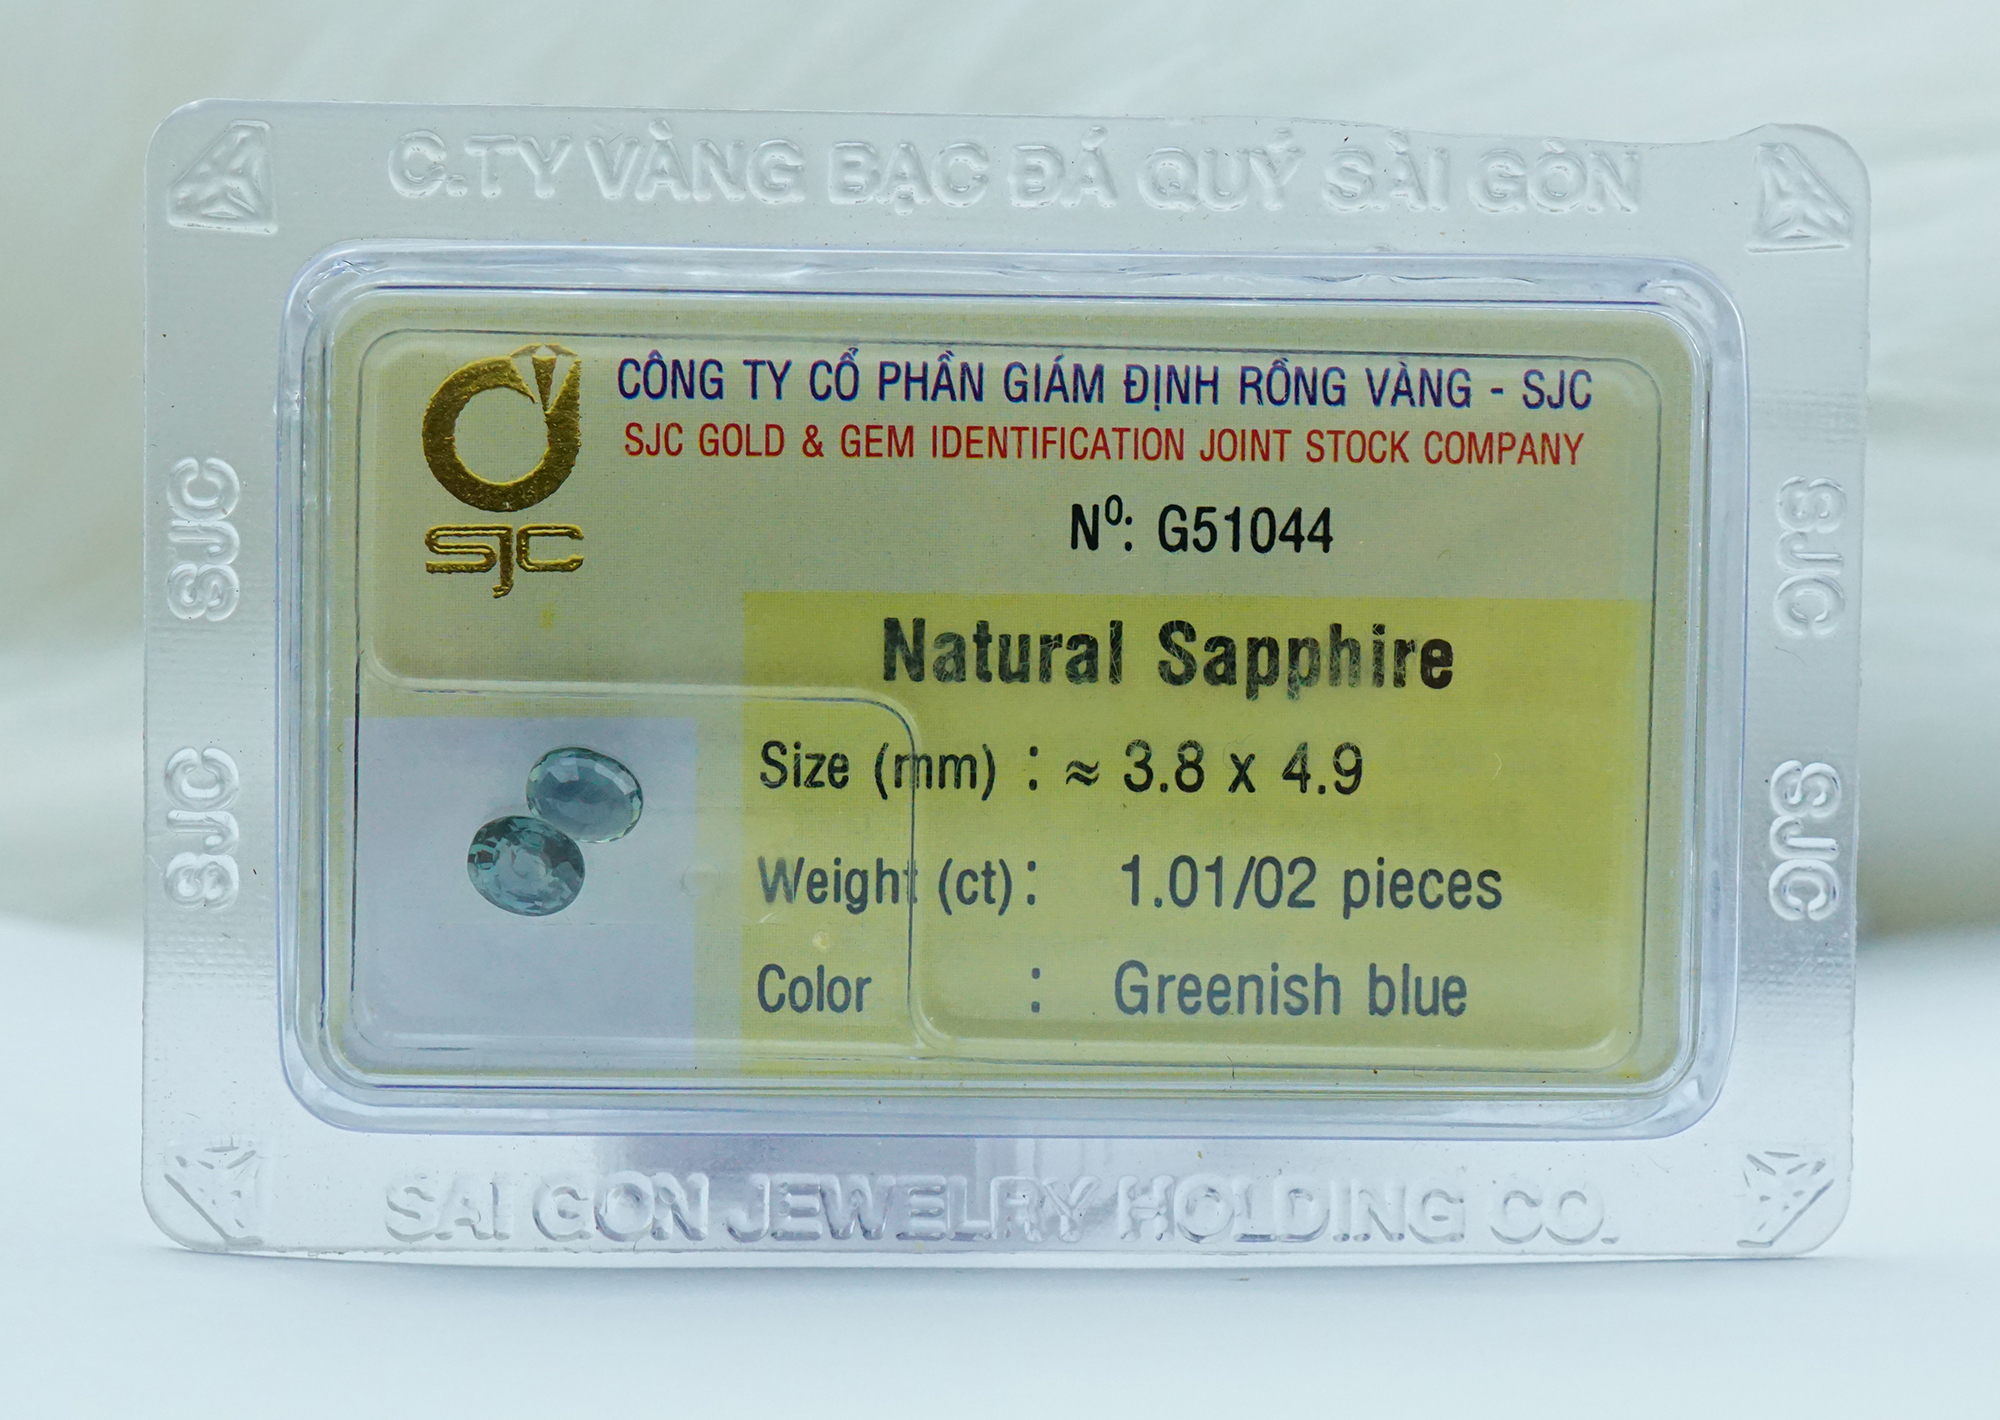 C.TY VÀNG BẠC ĐÁ QUÝ SÀI GÒN
CÔNG TY CỔ PHẦN GIÁM ĐỊNH RỒNG VÀNG - SJC
SJC GOLD & GEM IDENTIFICATION JOINT STOCK COMPANY
SJC
Nº: G51044
Natural Sapphire
Size (mm) : ≈ 3.8 x 4.9
Weight (ct) : 1.01/02 pieces
Color : Greenish blue
SJC
SJC
SJC
SJC
SAI GON JEWELRY HOLDING CO.